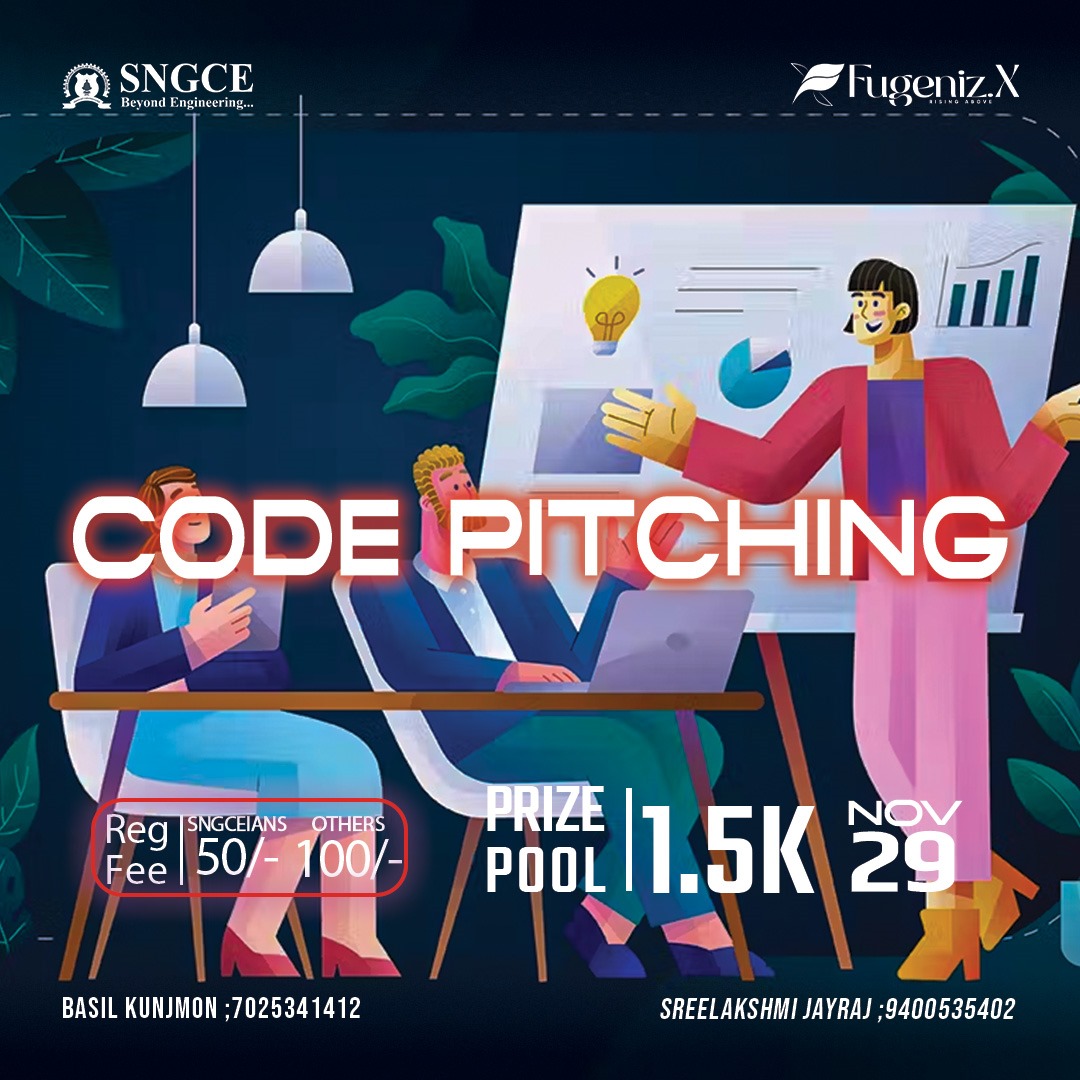 SNGCE
Beyond Engineering...
Fugeniz.X
RISING ABOVE
CODE PITCHING
Reg Fee
SNGCEIANS
50/-
OTHERS
100/-
PRIZE POOL
1.5K
NOV
29
BASIL KUNJMON ;7025341412
SREELAKSHMI JAYRAJ ;9400535402